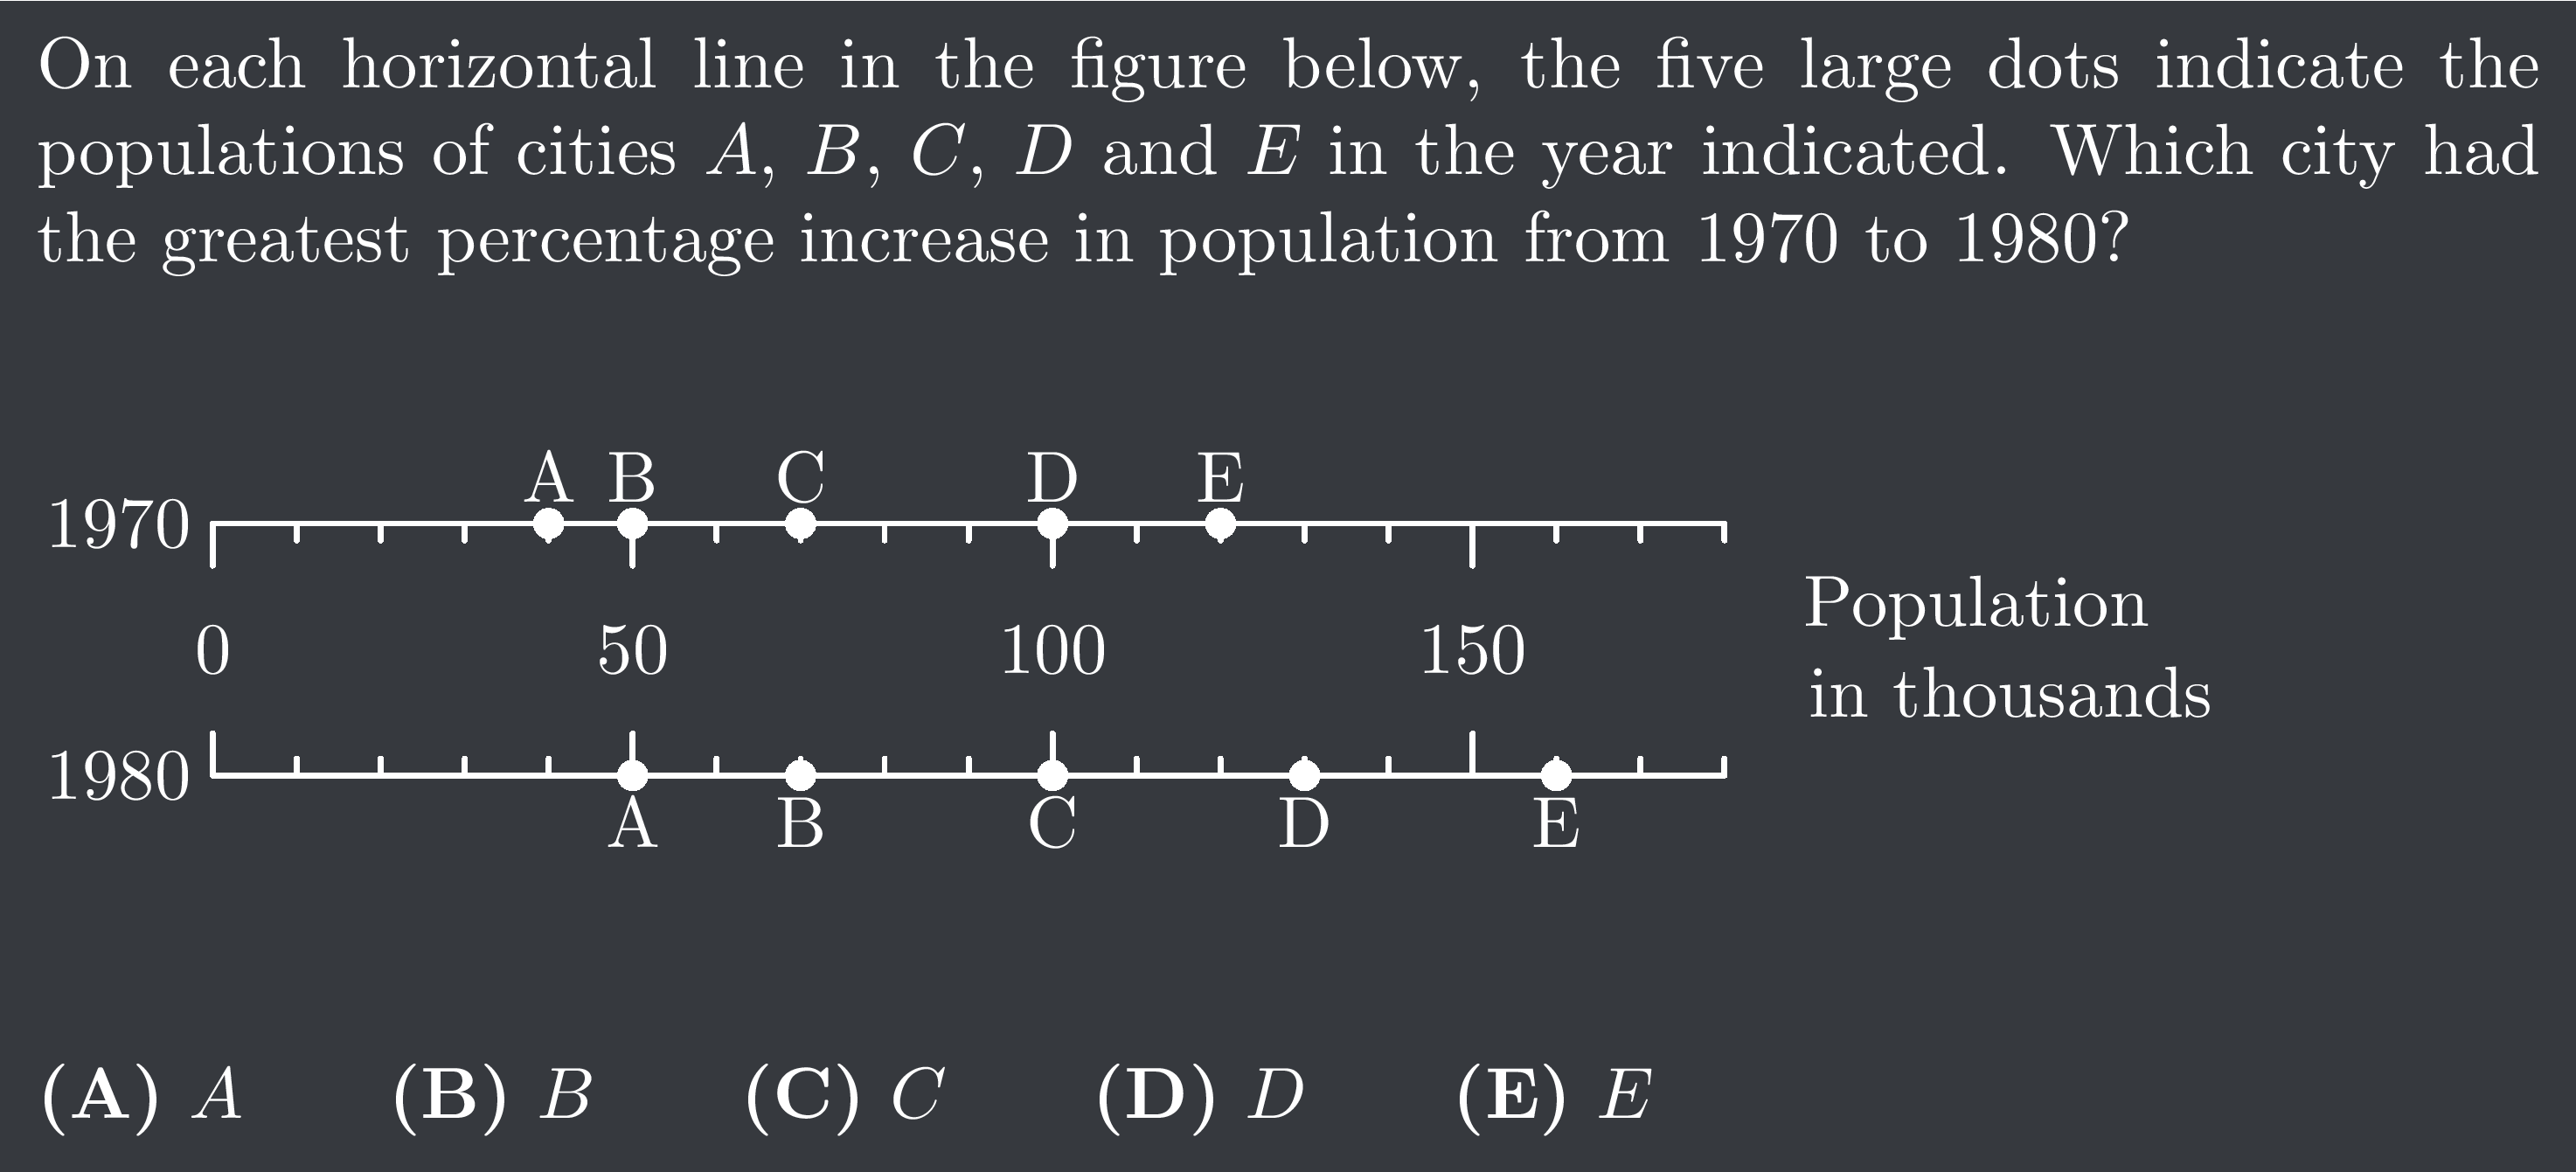 On each horizontal line in the figure below, the five large dots indicate the
populations of cities A, B, C, D and E in the year indicated. Which city had
the greatest percentage increase in population from 1970 to 1980?
A B C D E
1970
0 50 100 150
Population
in thousands
1980
A B C D E
(A) A (B) B (C) C (D) D (E) E